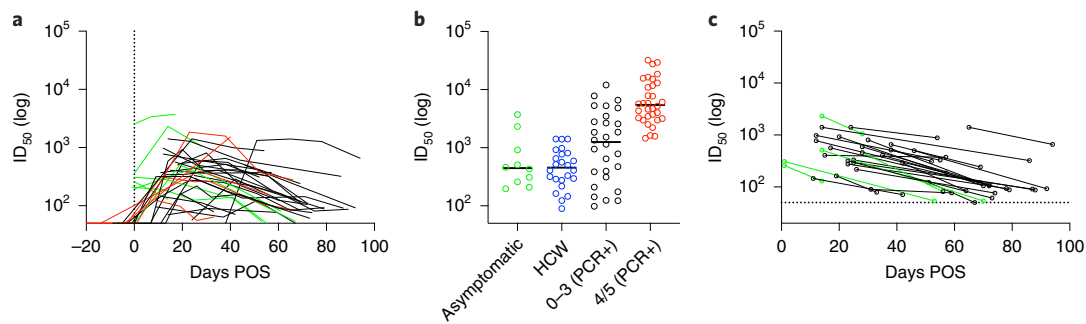 a
10^5
10^4
10^3
10^2
ID50 (log)
–20 0 20 40 60 80 100
Days POS
b
10^5
10^4
10^3
10^2
ID50 (log)
Asymptomatic
HCW
0–3 (PCR+)
4/5 (PCR+)
c
10^5
10^4
10^3
10^2
ID50 (log)
0 20 40 60 80 100
Days POS